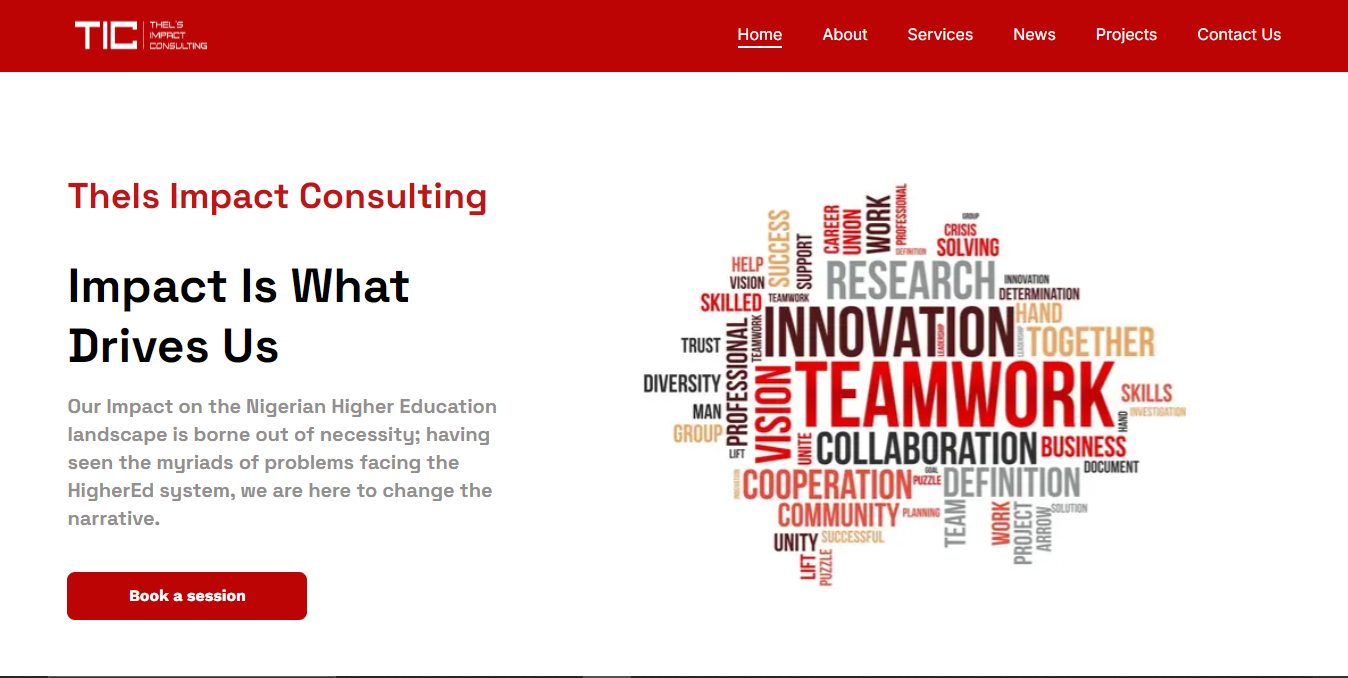 TIC THEL'S
IMPACT
CONSULTING
Home About Services News Projects Contact Us
Thels Impact Consulting
Impact Is What
Drives Us
Our Impact on the Nigerian Higher Education
landscape is borne out of necessity; having
seen the myriads of problems facing the
HigherEd system, we are here to change the
narrative.
Book a session
CAREER
UNION
WORK
PROFESSIONAL
GROUP
CRISIS
SOLVING
DEFINITION
SUCCESS
SUPPORT
HELP
VISION
SKILLED
TEAMWORK
RESEARCH
INNOVATION
DETERMINATION
HAND
TOGETHER
LEADERSHIP
LEADERSHIP
INNOVATION
TEAMWORK
PROFESSIONAL
TRUST
DIVERSITY
MAN
GROUP
LIFT
VISION
TEAMWORK
SKILLS
INVESTIGATION
HAND
UNITE
COLLABORATION
BUSINESS
DOCUMENT
GOAL
PUZZLE
DEFINITION
INNOVATION
COOPERATION
COMMUNITY
PLANNING
TEAM
WORK
PROJECT
ARROW
SOLUTION
UNITY
SUCCESSFUL
LIFT
PUZZLE